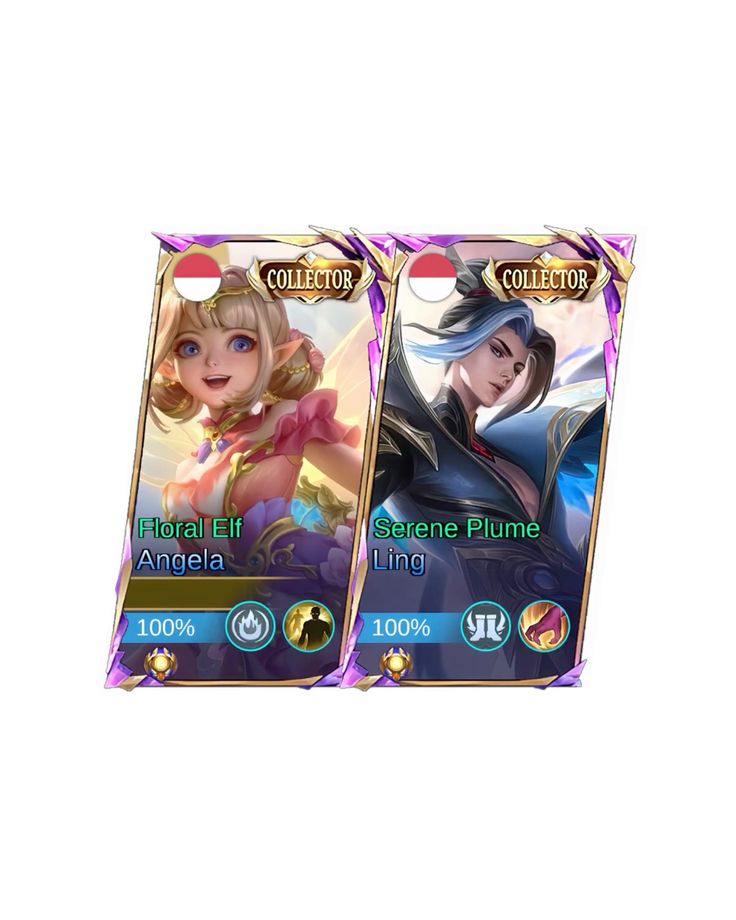 COLLECTOR
Floral Elf
Angela
100%
COLLECTOR
Serene Plume
Ling
100%